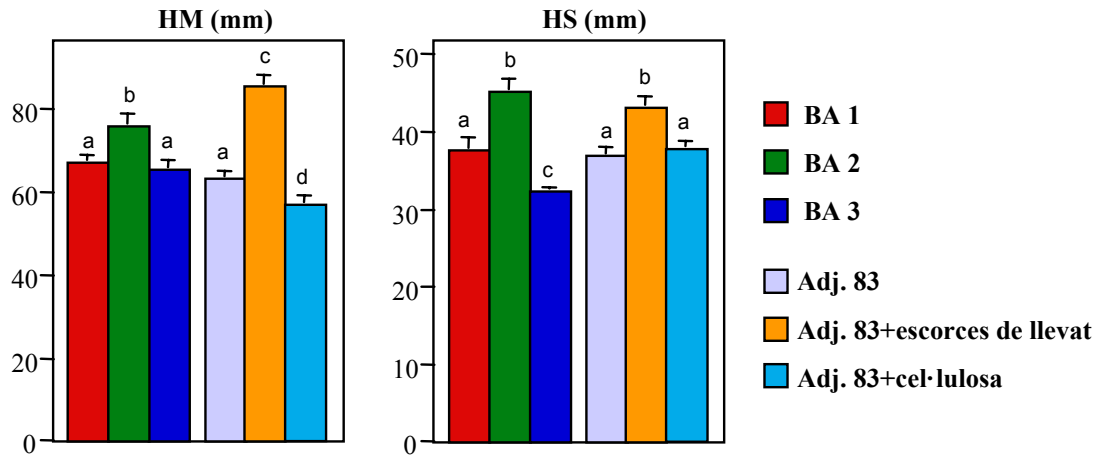 HM (mm)
80
60
40
20
0
a
b
a
a
c
d
HS (mm)
50
40
30
20
10
0
a
b
c
a
b
a
BA 1
BA 2
BA 3
Adj. 83
Adj. 83+escorces de llevat
Adj. 83+cel·lulosa